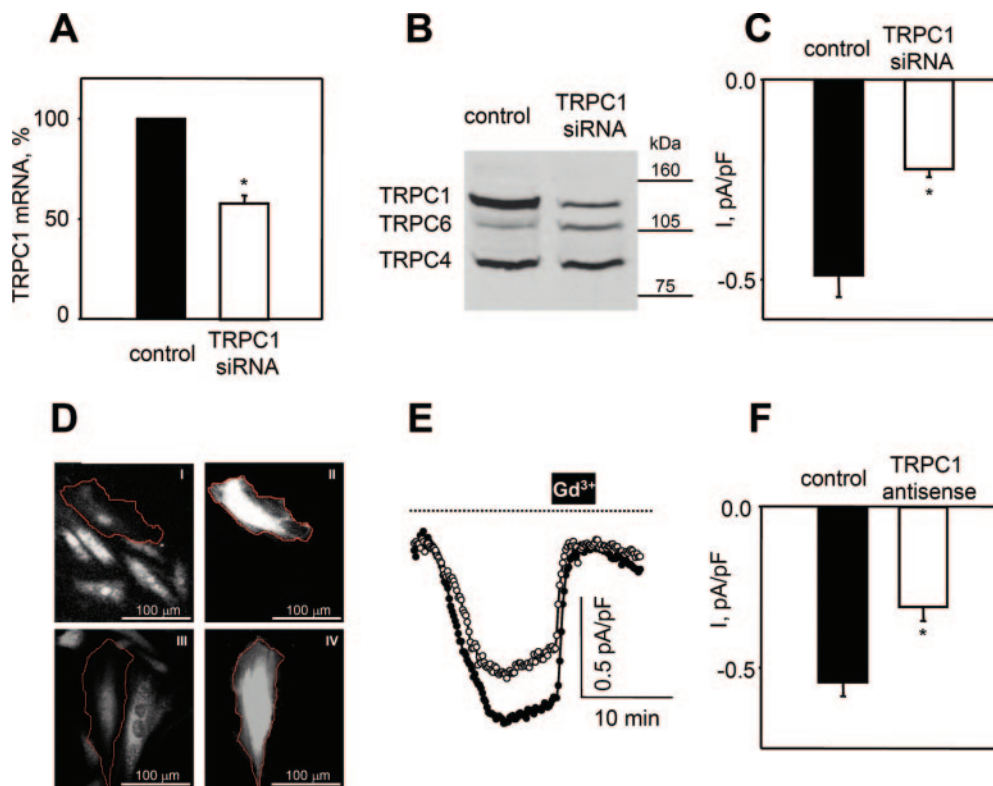 A
TRPC1 mRNA, %
100
50
0
control
TRPC1
siRNA
*
B
control
TRPC1
siRNA
kDa
160
105
75
TRPC1
TRPC6
TRPC4
C
control
TRPC1
siRNA
I, pA/pF
0.0
-0.5
*
D
I
100 μm
II
III
100 μm
IV
100 μm
E
Gd³⁺
0.5 pA/pF
10 min
F
control
TRPC1
antisense
I, pA/pF
0.0
-0.5
*